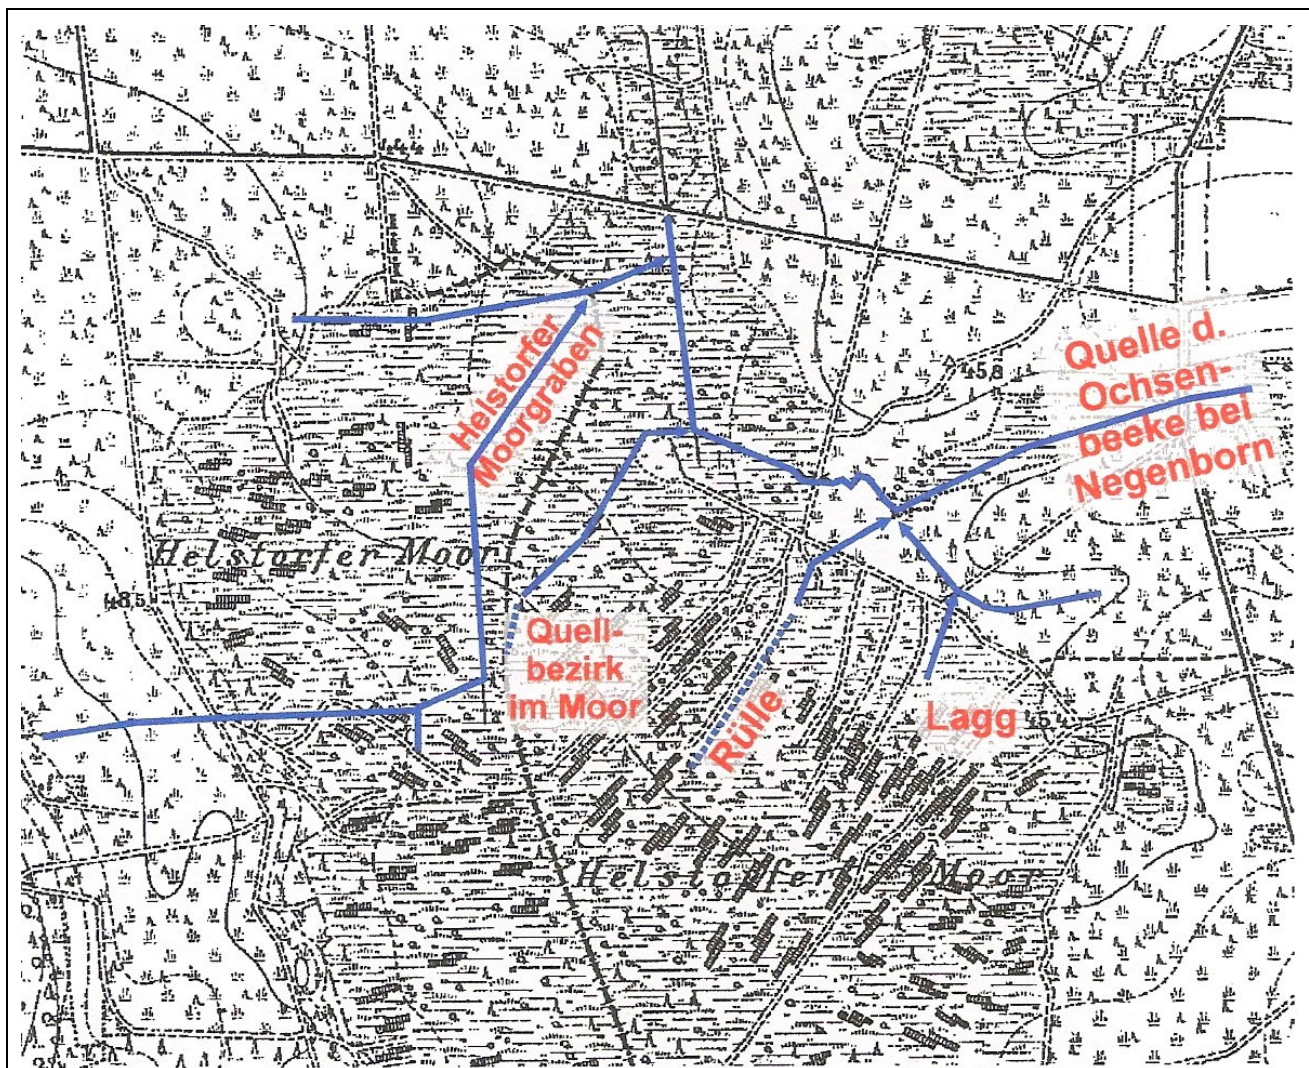 Helstorfer
Moorgraben
Quelle d.
Ochsen-
beeke bei
Negenborn
45,8
Helstorfer Moor
48,5
Quell-
bezirk
im Moor
Rülle
Lagg
Helstorfer Moor